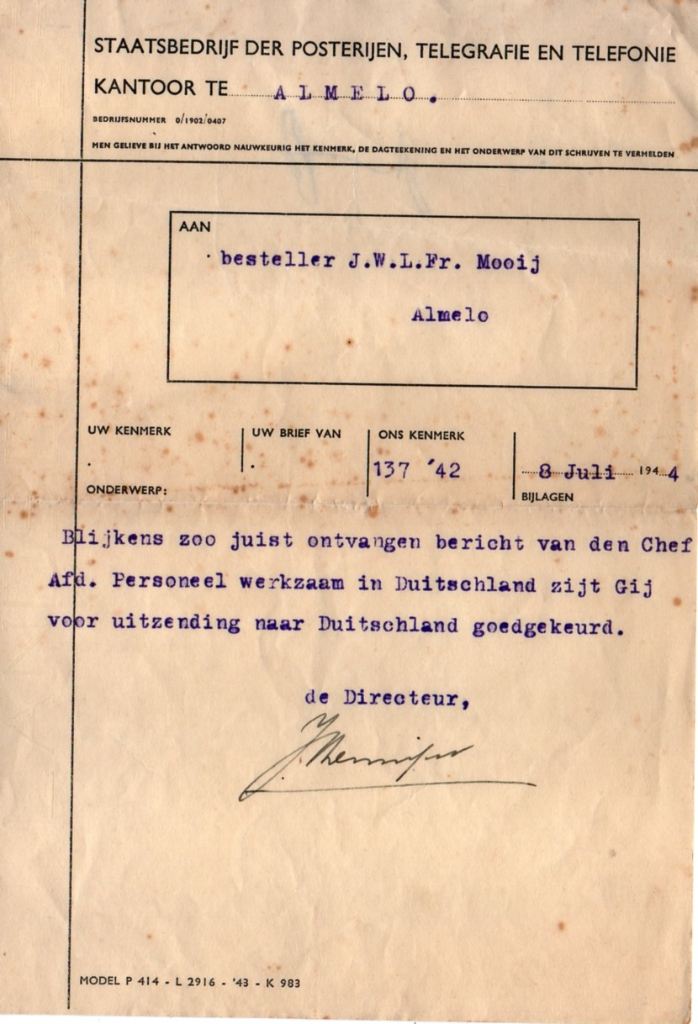 STAATSBEDRIJF DER POSTERIJEN, TELEGRAFIE EN TELEFONIE
KANTOOR TE ALMELO.
BEDRIJFSNUMMER 0/1902/0407
MEN GELIEVE BIJ HET ANTWOORD NAUWKEURIG HET KENMERK, DE DAGTEEKENING EN HET ONDERWERP VAN DIT SCHRIJVEN TE VERMELDEN
AAN
besteller J.W.L.Fr. Mooij
Almelo
UW KENMERK UW BRIEF VAN ONS KENMERK
. . 137 '42 8 Juli 1944
ONDERWERP: BIJLAGEN
Blijkens zoo juist ontvangen bericht van den Chef
Afd. Personeel werkzaam in Duitschland zijt Gij
voor uitzending naar Duitschland goedgekeurd.
de Directeur,
MODEL P 414 - L 2916 - '43 - K 983